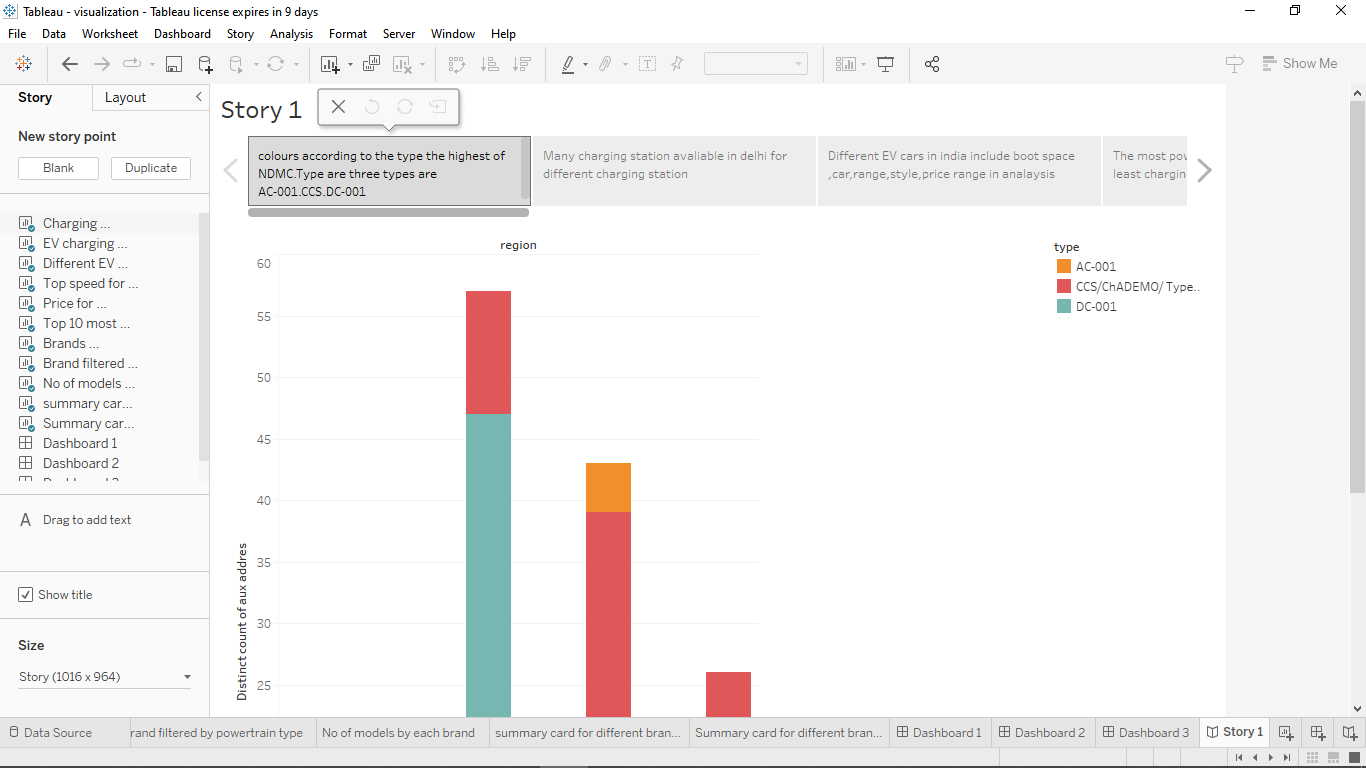 Tableau - visualization - Tableau license expires in 9 days
File Data Worksheet Dashboard Story Analysis Format Server Window Help
Show Me
Story Layout
New story point
Blank Duplicate
Charging ...
EV charging ...
Different EV ...
Top speed for ...
Price for ...
Top 10 most ...
Brands ...
Brand filtered ...
No of models ...
summary car...
Summary car...
Dashboard 1
Dashboard 2
A Drag to add text
Show title
Size
Story (1016 x 964)
Story 1
colours according to the type the highest of
NDMC.Type are three types are
AC-001.CCS.DC-001
Many charging station avaliable in delhi for
different charging station
Different EV cars in india include boot space
,car,range,style,price range in analaysis
The most
least
region
60
55
50
45
40
35
30
25
Distinct count of aux addres
type
AC-001
CCS/ChADEMO/ Type..
DC-001
Data Source
rand filtered by powertrain type
No of models by each brand
summary card for different bran...
Summary card for different bran...
Dashboard 1
Dashboard 2
Dashboard 3
Story 1